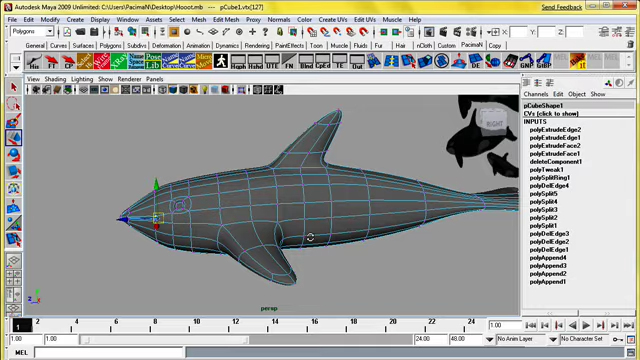 Autodesk Maya 2009 Unlimited: C:\Users\PacimaN\Desktop\Hooot.mb - pCube1.vtx[127]
Send Feedback
File Edit Modify Create Display Window Assets Select Mesh Edit Mesh Proxy Normals Color Create UVs Edit UVs Muscle Help
Polygons
General Curves Surfaces Polygons Subdivs Deformation Animation Dynamics Rendering PaintEffects Toon Muscle Fluids Fur Hair nCloth Custom PacimaN
His FT CP
View Shading Lighting Show Renderer Panels
RIGHT
persp
Channels Edit Object Show
pCubeShape1
CVs (click to show)
INPUTS
polyExtrudeEdge2
polyExtrudeEdge1
polyExtrudeFace1
deleteComponent1
polyTweak1
polySplitRing1
polyDelEdge4
polySplit5
polySplit4
polySplit3
polySplit2
polySplit1
polyDelEdge3
polyDelEdge2
polyDelEdge1
polyAppend4
polyAppend3
polyAppend2
polyAppend1
1 2 4 6 8 10 12 14 16 18 20 22 24 1.00
1.00 1.00 24.00 48.00 No Anim Layer No Character Set
MEL